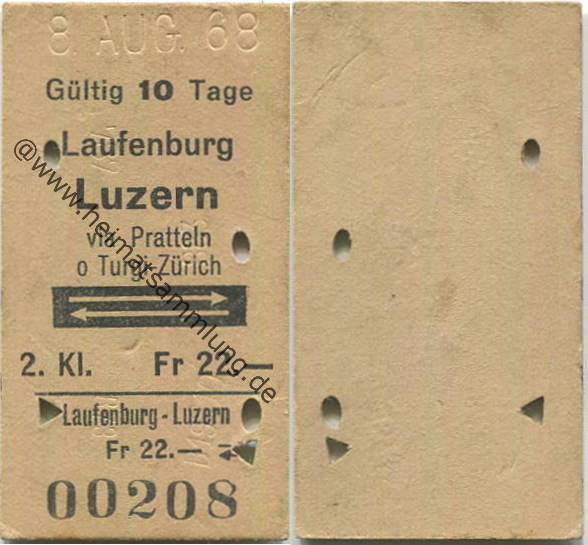 8. AUG. 68
Gültig 10 Tage
Laufenburg
Luzern
via Pratteln
o Turgi-Zürich
2. Kl. Fr 22.—
Laufenburg - Luzern
Fr 22.—
00208
@www.heimatsammlung.de